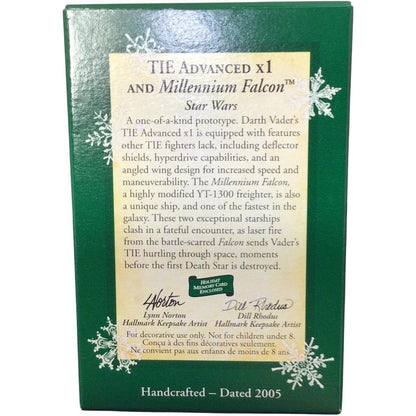 TIE ADVANCED X1
AND Millennium Falcon™
Star Wars
A one-of-a-kind prototype. Darth Vader's
TIE Advanced x1 is equipped with features
other TIE fighters lack, including deflector
shields, hyperdrive capabilities, and an
angled wing design for increased speed and
maneuverability. The Millennium Falcon,
a highly modified YT-1300 freighter, is also
a unique ship, and one of the fastest in the
galaxy. These two exceptional starships
clash in a fateful encounter, as laser fire
from the battle-scarred Falcon sends Vader's
TIE hurtling through space, moments
before the first Death Star is destroyed.
HOLIDAY
MEMORY CARD
ENCLOSED
LNorton Dill Rhodus
Lynn Norton Dill Rhodus
Hallmark Keepsake Artist Hallmark Keepsake Artist
For decorative use only. Not for children under 8.
Conçu à des fins décoratives seulement.
Ne convient pas aux enfants de moins de 8 ans.
Handcrafted – Dated 2005